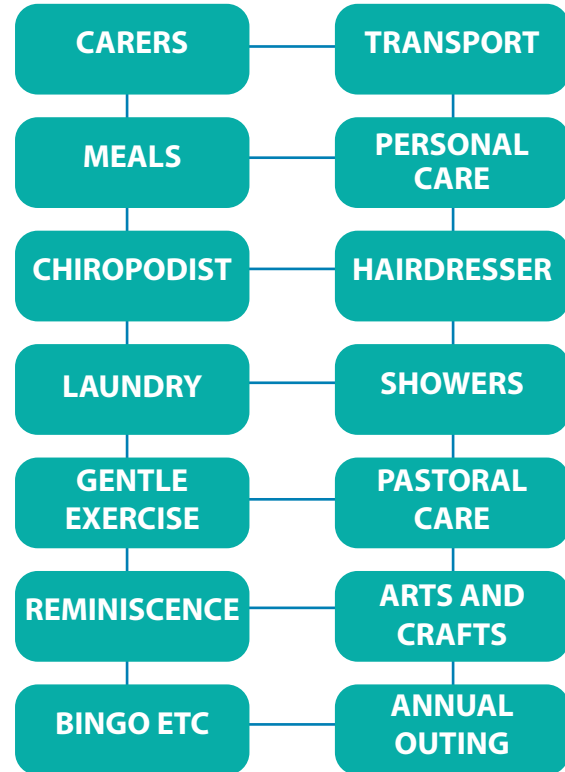 CARERS
TRANSPORT
MEALS
PERSONAL
CARE
CHIROPODIST
HAIRDRESSER
LAUNDRY
SHOWERS
GENTLE
EXERCISE
PASTORAL
CARE
REMINISCENCE
ARTS AND
CRAFTS
BINGO ETC
ANNUAL
OUTING